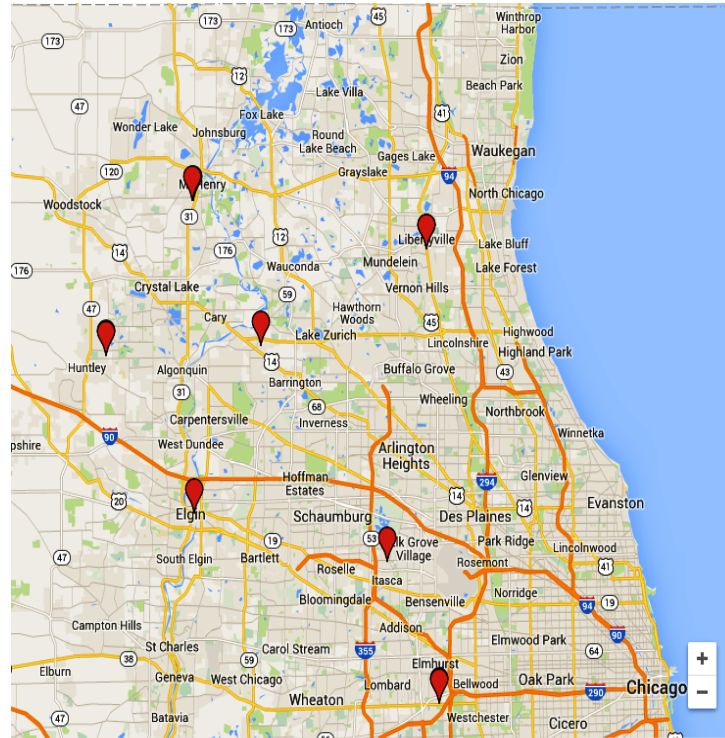 173
Antioch
45
Winthrop
Harbor
173
173
Zion
12
Beach Park
47
Lake Villa
41
Fox Lake
Wonder Lake
Johnsburg
Round
Lake Beach
Gages Lake
Waukegan
120
Grayslake
94
Woodstock
31
North Chicago
14
176
12
Libertyville
Lake Bluff
176
Wauconda
Mundelein
Lake Forest
Crystal Lake
59
Vernon Hills
47
Cary
Hawthorn
Woods
45
Lake Zurich
Highwood
Lincolnshire
Highland Park
Huntley
Algonquin
14
Buffalo Grove
43
31
Barrington
Wheeling
68
Northbrook
Carpentersville
Inverness
Winnetka
90
pshire
West Dundee
Arlington
Heights
Hoffman
Estates
Glenview
294
20
14
Evanston
Elgin
Schaumburg
Des Plaines
14
19
53
lk Grove
Village
Park Ridge
Lincolnwood
47
South Elgin
Bartlett
Roselle
Rosemont
41
Itasca
Bloomingdale
Bensenville
Norridge
94
19
Campton Hills
Addison
90
St Charles
355
Elmwood Park
38
59
Carol Stream
64
Elburn
Geneva
West Chicago
Elmhurst
Oak Park
+
Lombard
Bellwood
290
Chicago
−
Wheaton
47
Batavia
Westchester
Cicero